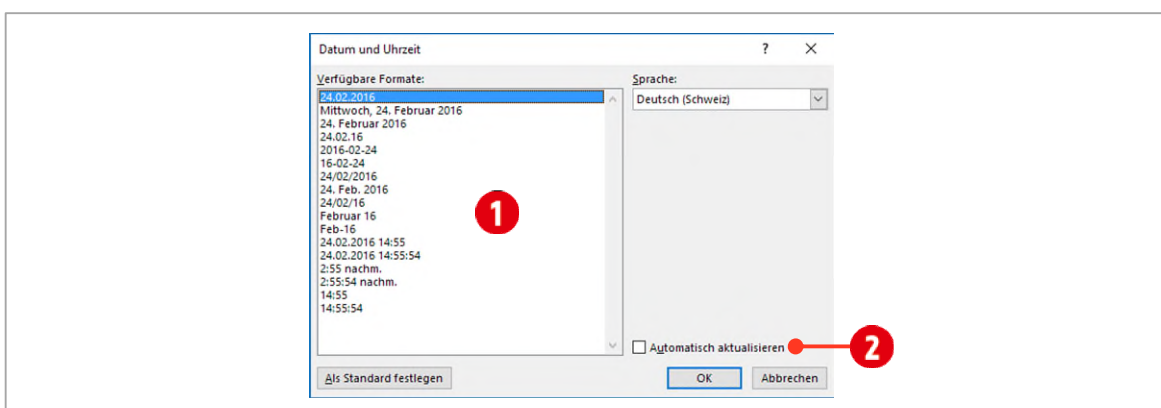 Datum und Uhrzeit ? ×
Verfügbare Formate:
Sprache:
24.02.2016
Deutsch (Schweiz)
Mittwoch, 24. Februar 2016
24. Februar 2016
24.02.16
2016-02-24
16-02-24
24/02/2016
24. Feb. 2016
24/02/16
Februar 16
Feb-16
24.02.2016 14:55
24.02.2016 14:55:54
2:55 nachm.
2:55:54 nachm.
14:55
14:55:54
1
Automatisch aktualisieren
2
Als Standard festlegen
OK
Abbrechen